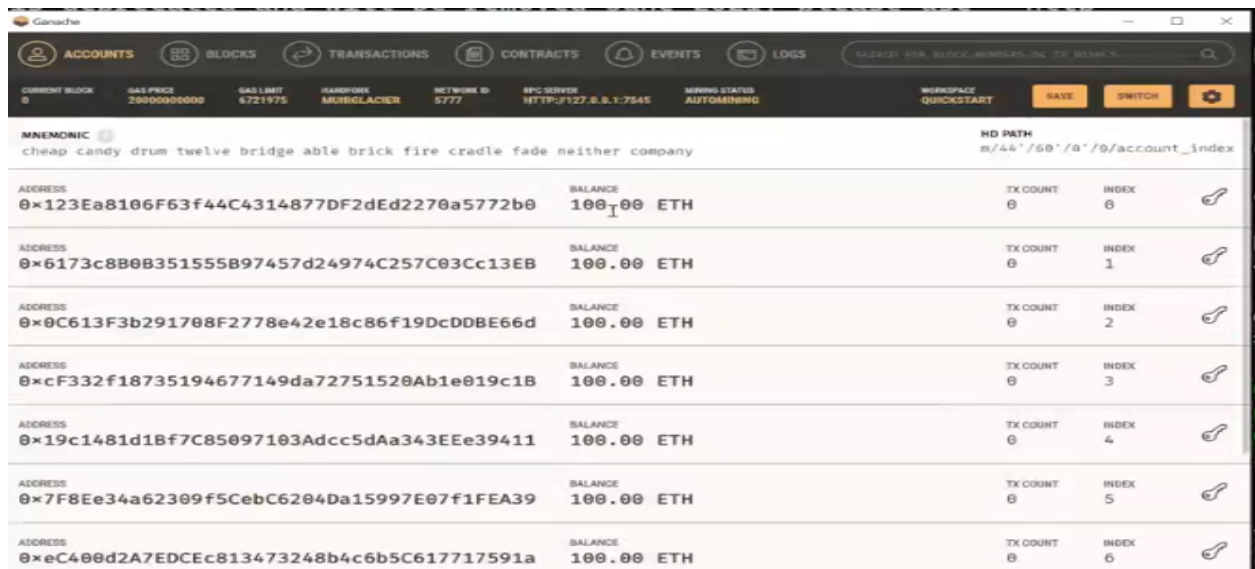 Ganache
ACCOUNTS BLOCKS TRANSACTIONS CONTRACTS EVENTS LOGS SEARCH FOR BLOCK NUMBERS OR TX HASHES
CURRENT BLOCK GAS PRICE GAS LIMIT HARDFORK NETWORK ID RPC SERVER MINING STATUS WORKSPACE
0 20000000000 6721975 MUIRGLACIER 5777 HTTP://127.0.0.1:7545 AUTOMINING QUICKSTART SAVE SWITCH
MNEMONIC HD PATH
cheap candy drum twelve bridge able brick fire cradle fade neither company m/44'/60'/0'/0/account_index
ADDRESS BALANCE TX COUNT INDEX
0×123Ea8106F63f44C4314877DF2dEd2270a5772b0 100.00 ETH 0 0
ADDRESS BALANCE TX COUNT INDEX
0×6173c8B0B351555B97457d24974C257C03Cc13EB 100.00 ETH 0 1
ADDRESS BALANCE TX COUNT INDEX
0×0C613F3b291708F2778e42e18c86f19DcDDBE66d 100.00 ETH 0 2
ADDRESS BALANCE TX COUNT INDEX
0×cF332f18735194677149da72751520Ab1e019c1B 100.00 ETH 0 3
ADDRESS BALANCE TX COUNT INDEX
0×19c1481d1Bf7C85097103Adcc5dAa343EEe39411 100.00 ETH 0 4
ADDRESS BALANCE TX COUNT INDEX
0×7F8Ee34a62309f5CebC6204Da15997E07f1FEA39 100.00 ETH 0 5
ADDRESS BALANCE TX COUNT INDEX
0×eC400d2A7EDCEc813473248b4c6b5C617717591a 100.00 ETH 0 6